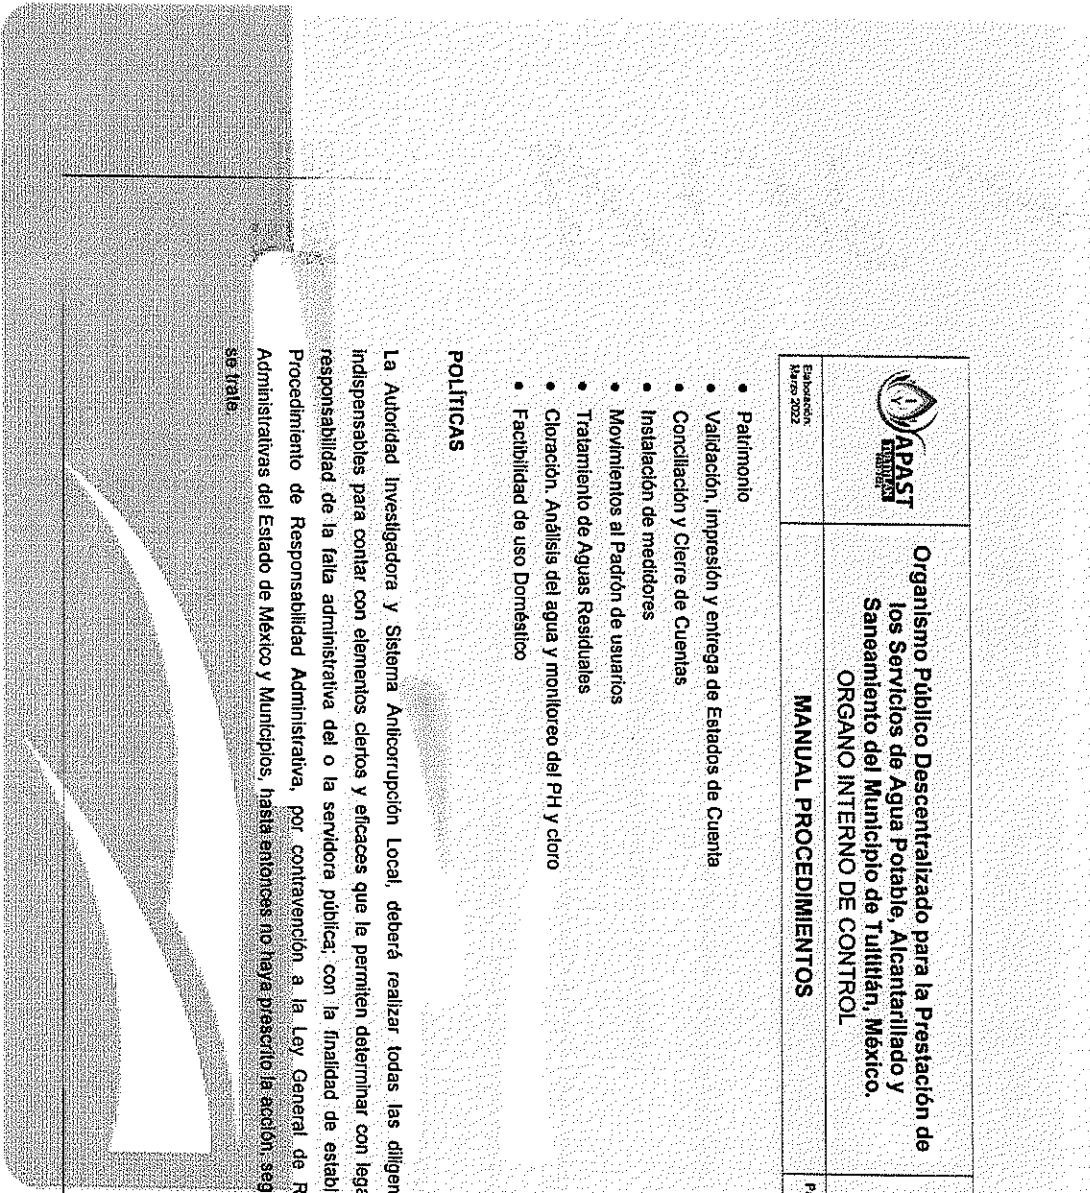 APAST
TULTITLÁN
Organismo Público Descentralizado para la Prestación de
los Servicios de Agua Potable, Alcantarillado y
Saneamiento del Municipio de Tultitlán, México.
ORGANO INTERNO DE CONTROL
Elaboración:
Marzo 2022
MANUAL PROCEDIMIENTOS
• Patrimonio
• Validación, impresión y entrega de Estados de Cuenta
• Conciliación y Cierre de Cuentas
• Instalación de medidores
• Movimientos al Padrón de usuarios
• Tratamiento de Aguas Residuales
• Cloración. Análisis del agua y monitoreo del PH y cloro
• Factibilidad de uso Doméstico
POLÍTICAS
La Autoridad Investigadora y Sistema Anticorrupción Local, deberá realizar todas las diligen
indispensables para contar con elementos ciertos y eficaces que le permiten determinar con lega
responsabilidad de la falta administrativa del o la servidora pública; con la finalidad de establ
Procedimiento de Responsabilidad Administrativa, por contravención a la Ley General de R
Administrativas del Estado de México y Municipios, hasta entonces no haya prescrito la acción, seg
se trate